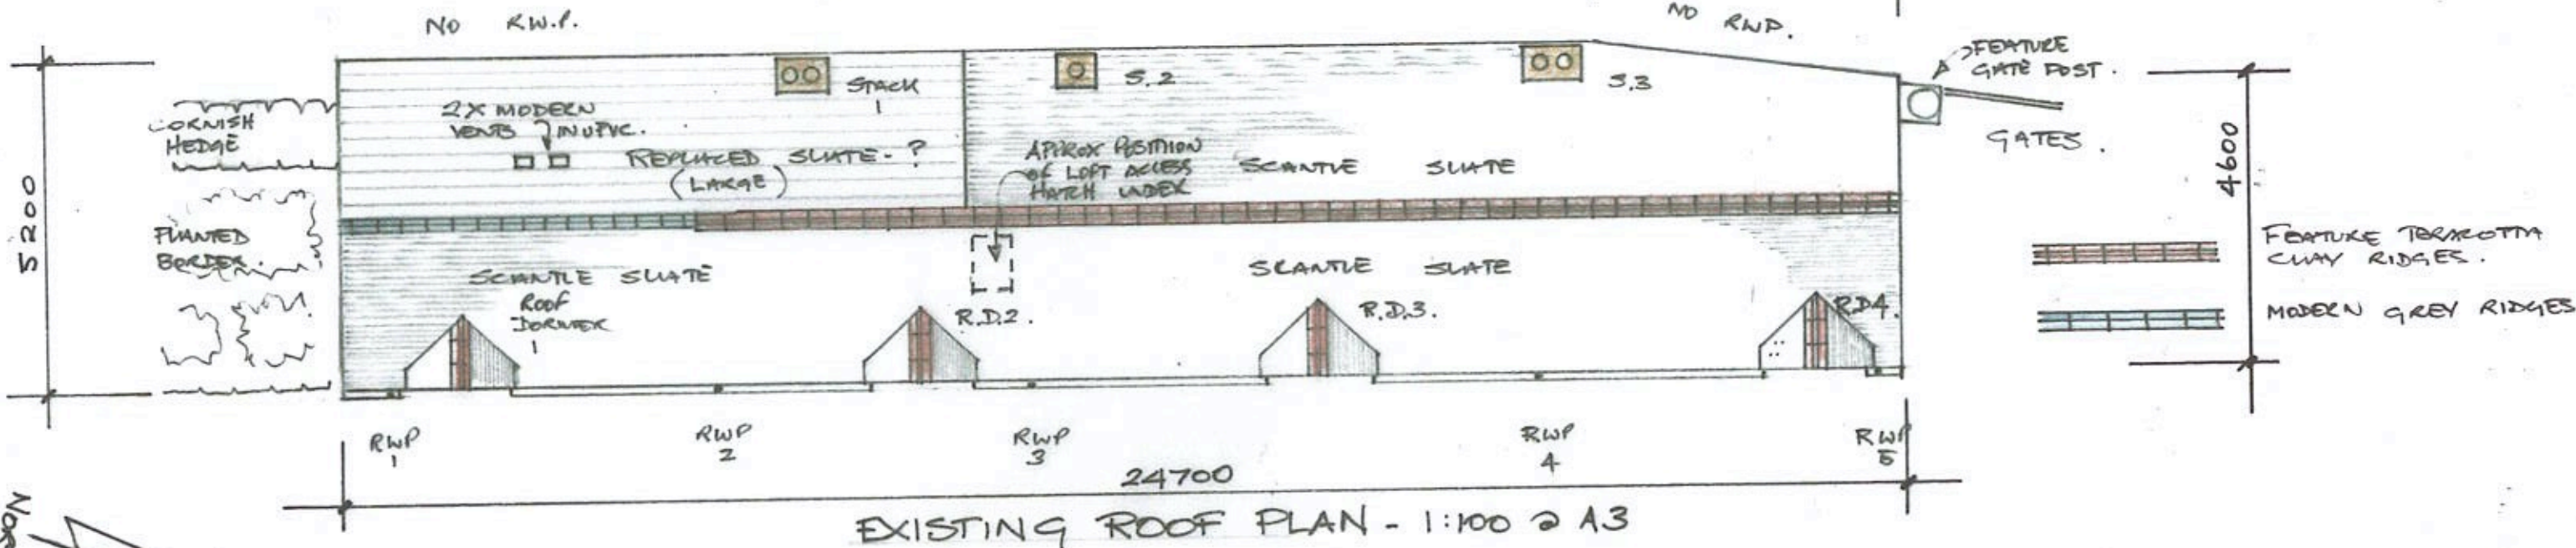 NO R.W.P.
NO RWP.
FEATURE
GATE POST.
STACK
1
S.2
S.3
CORNISH
HEDGE
2X MODERN
VENTS IN UPVC.
REPLACED SLATE - ?
(LARGE)
APPROX POSITION
OF LOFT ACCESS
HATCH UNDER
SCANTLE SLATE
GATES.
5200
4600
PLANTED
BORDER.
SCANTLE SLATE
ROOF
DORMER
1
R.D.2.
SCANTLE SLATE
R.D.3.
R.D4.
FEATURE TERACOTTA
CLAY RIDGES.
MODERN GREY RIDGES
RWP
1
RWP
2
RWP
3
RWP
4
RWP
5
24700
EXISTING ROOF PLAN - 1:100 @ A3